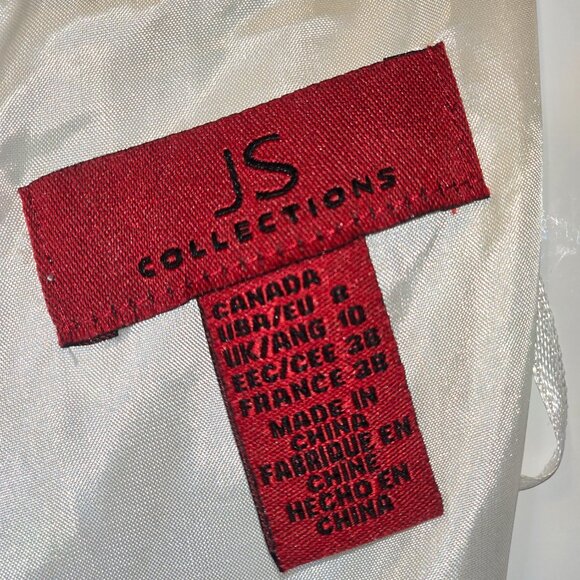 JS
COLLECTIONS
CANADA
USA/EU 8
UK/ANG 10
EEC/CEE 38
FRANCE 38
MADE IN
CHINA
FABRIQUE EN
CHINE
HECHO EN
CHINA